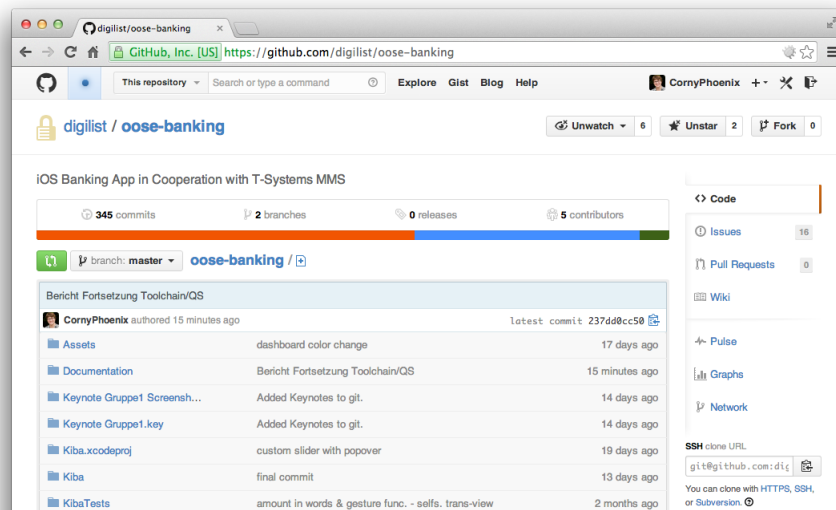 digilist/oose-banking
GitHub, Inc. [US] https://github.com/digilist/oose-banking
This repository Search or type a command Explore Gist Blog Help CornyPhoenix
digilist / oose-banking Unwatch 6 Unstar 2 Fork 0
iOS Banking App in Cooperation with T-Systems MMS
345 commits 2 branches 0 releases 5 contributors
branch: master oose-banking /
Bericht Fortsetzung Toolchain/QS
CornyPhoenix authored 15 minutes ago latest commit 237dd0cc50
Assets dashboard color change 17 days ago
Documentation Bericht Fortsetzung Toolchain/QS 15 minutes ago
Keynote Gruppe1 Screensh... Added Keynotes to git. 14 days ago
Keynote Gruppe1.key Added Keynotes to git. 14 days ago
Kiba.xcodeproj custom slider with popover 19 days ago
Kiba final commit 13 days ago
KibaTests amount in words & gesture func. - selfs. trans-view 2 months ago
Code
Issues 16
Pull Requests 0
Wiki
Pulse
Graphs
Network
SSH clone URL
git@github.com:dig
You can clone with HTTPS, SSH,
or Subversion.